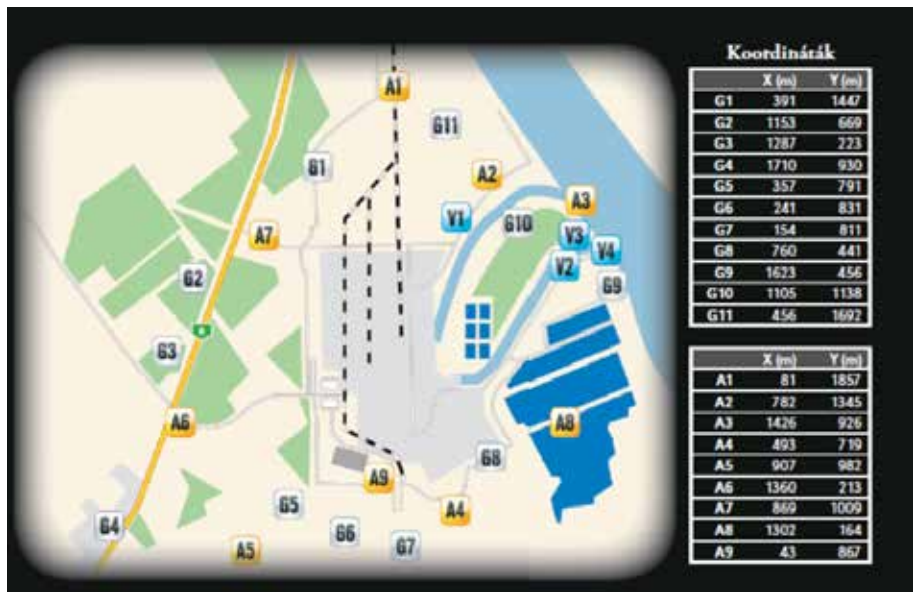 A1
G11
G1
A2
A3
V1
G10
A7
V3
V4
V2
G2
G9
G3
6
A6
A8
G8
A9
G5
A4
G4
G6
G7
A5
Koordináták
X (m) Y (m)
G1 391 1447
G2 1153 669
G3 1287 223
G4 1710 930
G5 357 791
G6 241 831
G7 154 811
G8 760 441
G9 1623 456
G10 1105 1138
G11 456 1692
X (m) Y (m)
A1 81 1857
A2 782 1345
A3 1426 926
A4 493 719
A5 907 982
A6 1360 213
A7 869 1009
A8 1302 164
A9 43 867